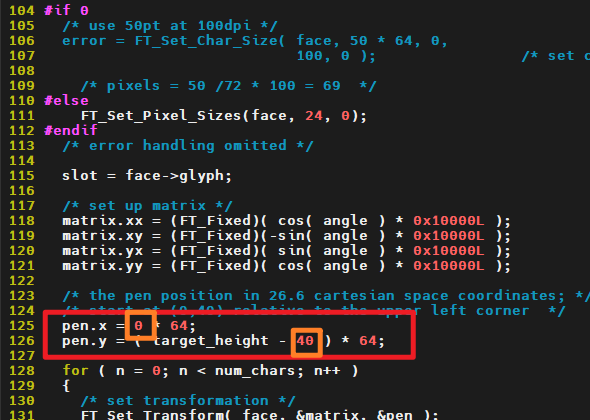 104 #if 0
105   /* use 50pt at 100dpi */
106   error = FT_Set_Char_Size( face, 50 * 64, 0,
107                             100, 0 );                /* set c
108
109     /* pixels = 50 /72 * 100 = 69  */
110 #else
111     FT_Set_Pixel_Sizes(face, 24, 0);
112 #endif
113   /* error handling omitted */
114
115   slot = face->glyph;
116
117   /* set up matrix */
118   matrix.xx = (FT_Fixed)( cos( angle ) * 0x10000L );
119   matrix.xy = (FT_Fixed)(-sin( angle ) * 0x10000L );
120   matrix.yx = (FT_Fixed)( sin( angle ) * 0x10000L );
121   matrix.yy = (FT_Fixed)( cos( angle ) * 0x10000L );
122
123   /* the pen position in 26.6 cartesian space coordinates; */
124   /* start at (0,40) relative to the upper left corner  */
125   pen.x = 0 * 64;
126   pen.y = ( target_height - 40 ) * 64;
127
128   for ( n = 0; n < num_chars; n++ )
129   {
130     /* set transformation */
131     FT_Set_Transform( face, &matrix, &pen );